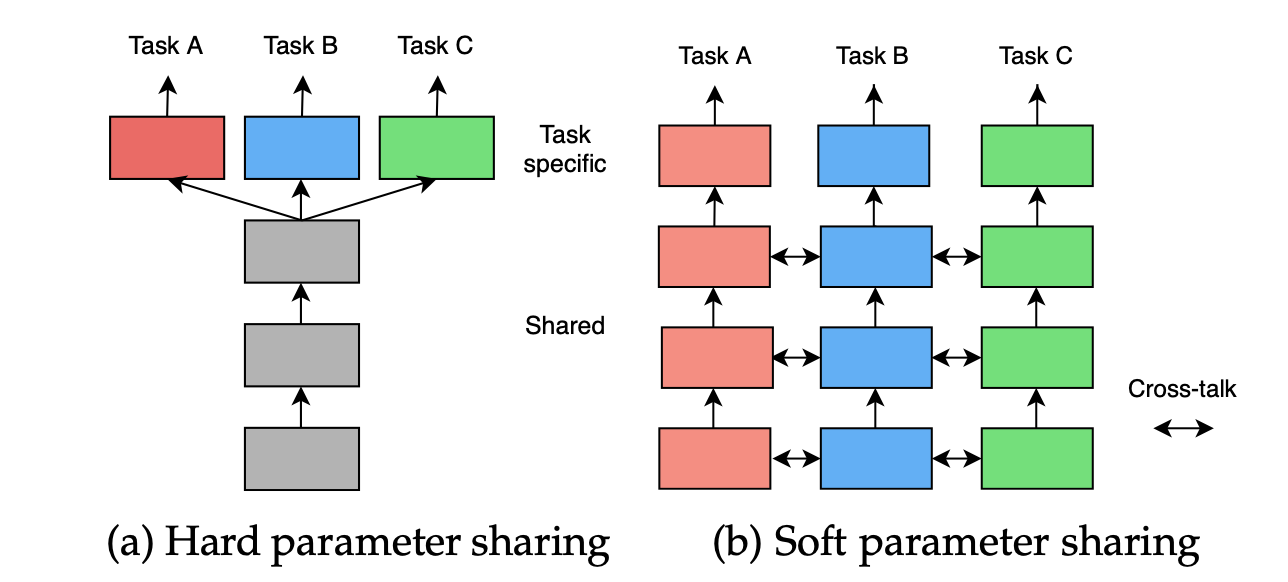 Task A
Task B
Task C
Task
specific
Shared
(a) Hard parameter sharing
Task A
Task B
Task C
Cross-talk
(b) Soft parameter sharing